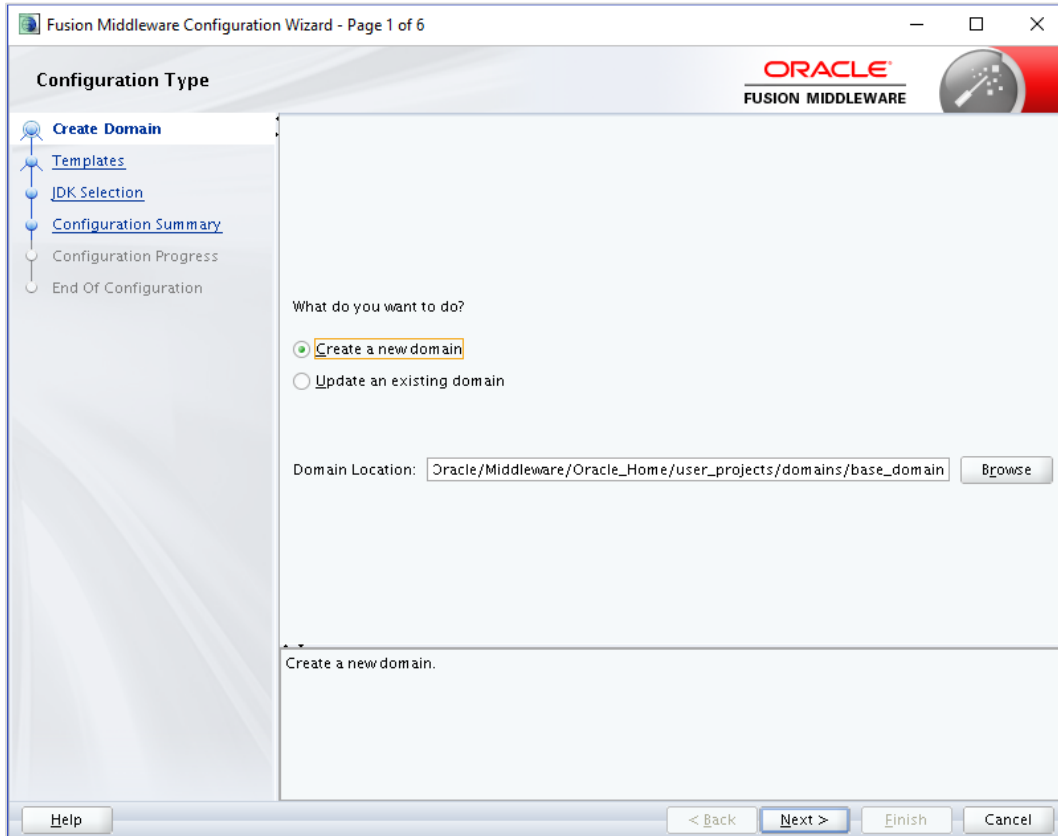 Fusion Middleware Configuration Wizard - Page 1 of 6
Configuration Type
ORACLE
FUSION MIDDLEWARE
Create Domain
Templates
JDK Selection
Configuration Summary
Configuration Progress
End Of Configuration
What do you want to do?
Create a new domain
Update an existing domain
Domain Location: Oracle/Middleware/Oracle_Home/user_projects/domains/base_domain Browse
Create a new domain.
Help < Back Next > Finish Cancel